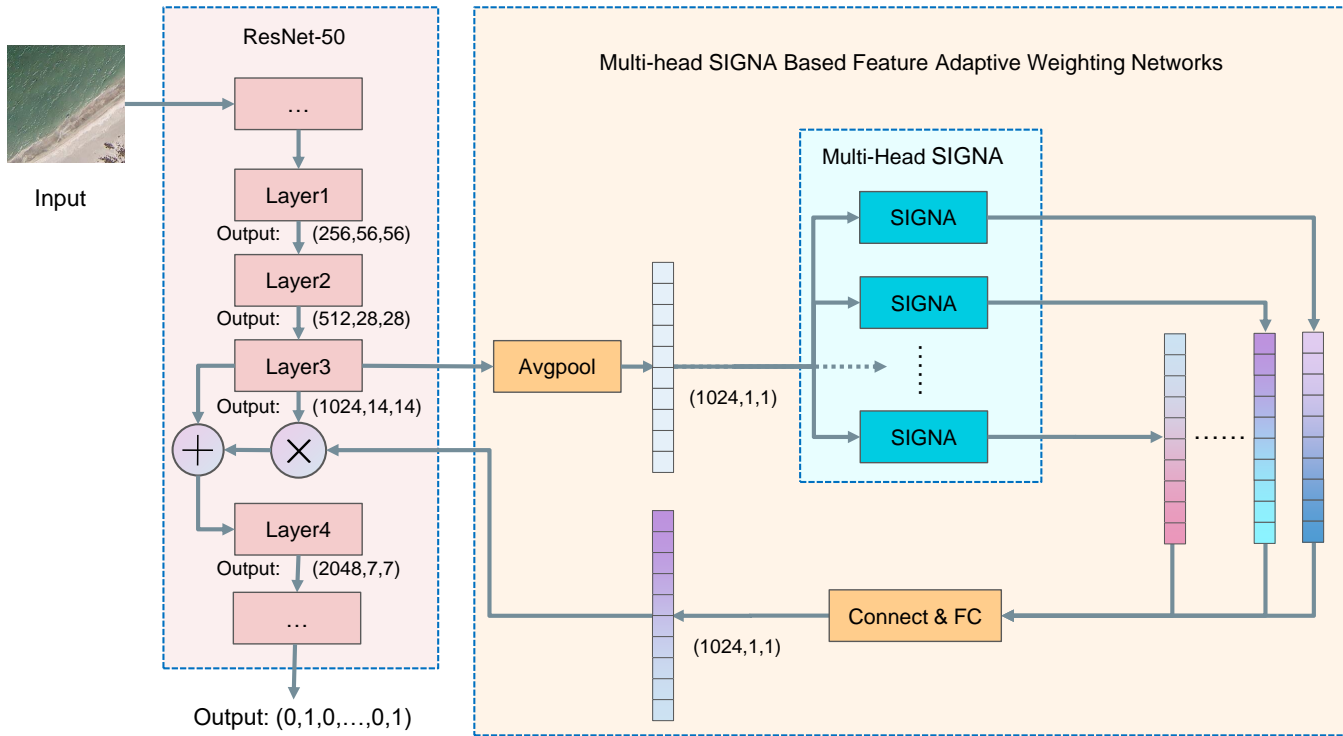 ResNet-50
Multi-head SIGNA Based Feature Adaptive Weighting Networks
Input
...
Layer1
Output: (256,56,56)
Layer2
Output: (512,28,28)
Layer3
Output: (1024,14,14)
+
×
Layer4
Output: (2048,7,7)
...
Output: (0,1,0,…,0,1)
Avgpool
(1024,1,1)
Multi-Head SIGNA
SIGNA
SIGNA
SIGNA
......
Connect & FC
(1024,1,1)